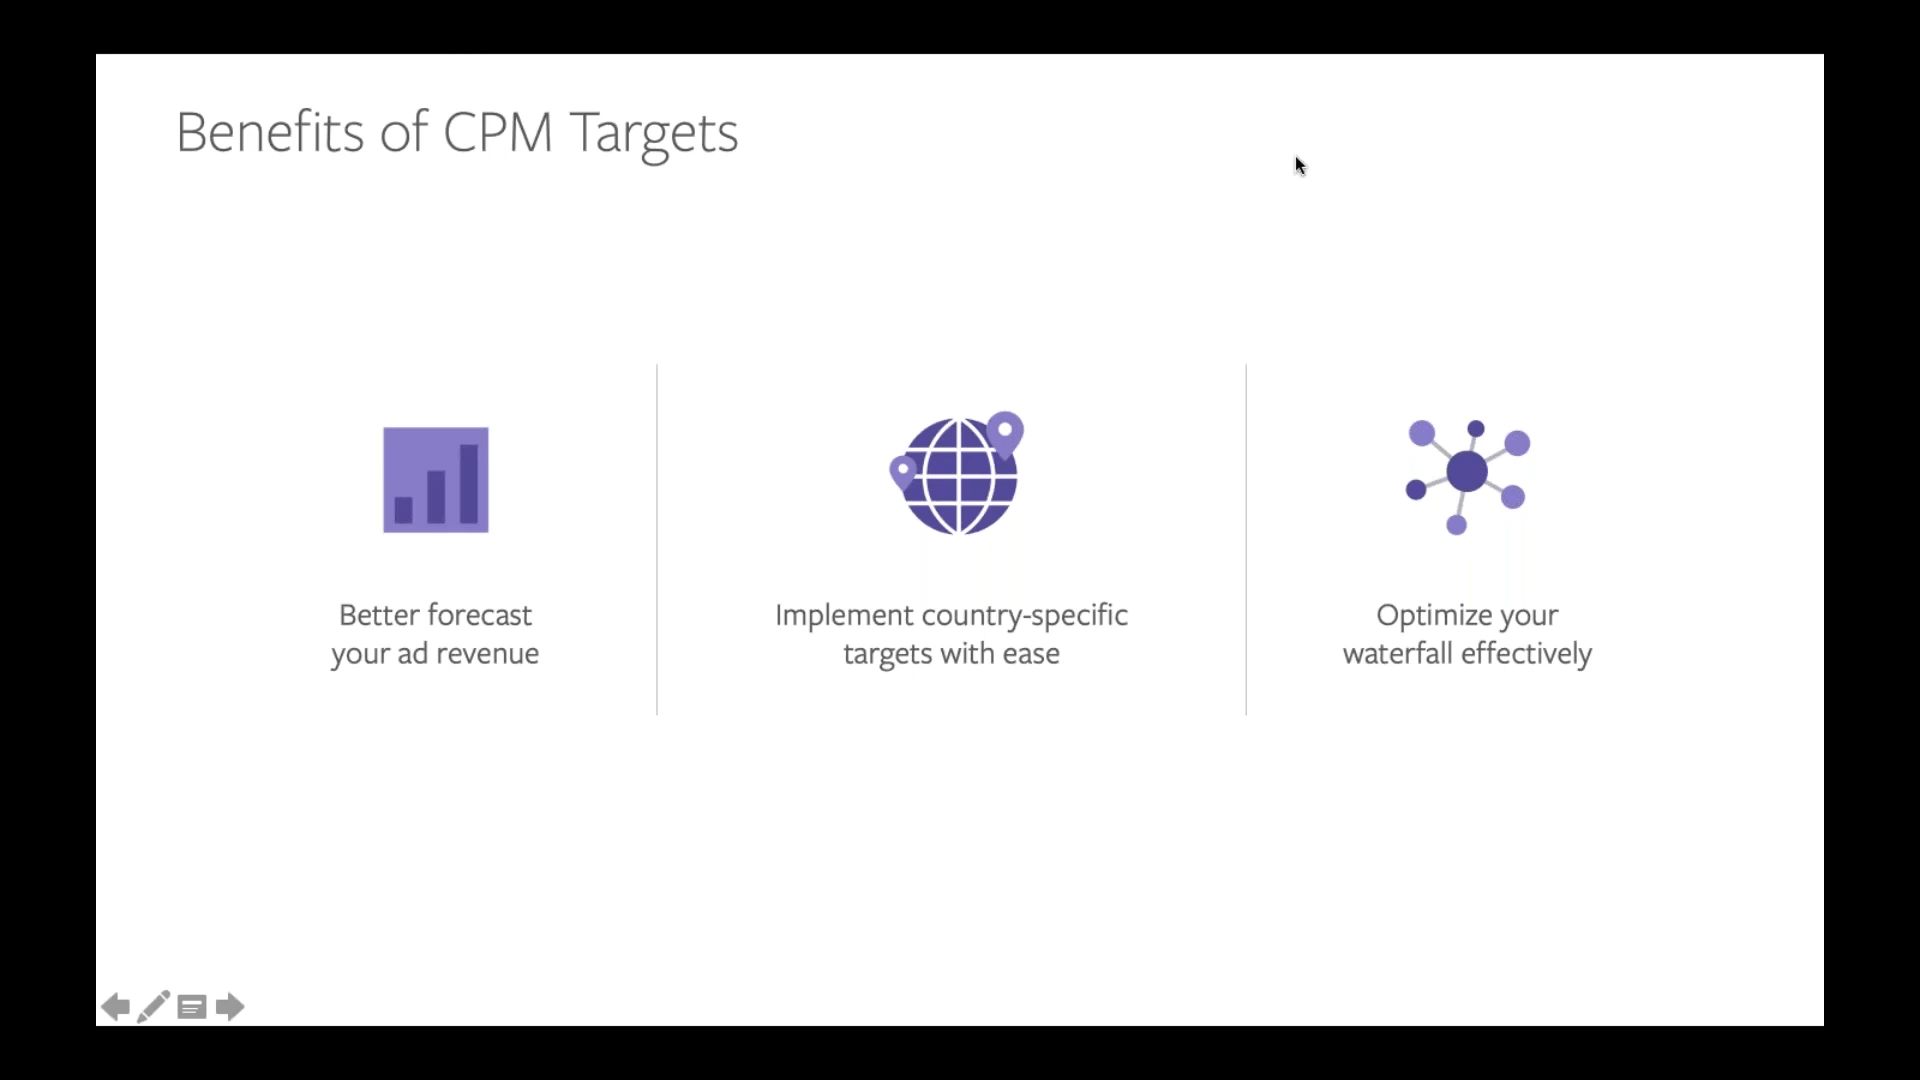 Benefits of CPM Targets
Better forecast
your ad revenue
Implement country-specific
targets with ease
Optimize your
waterfall effectively